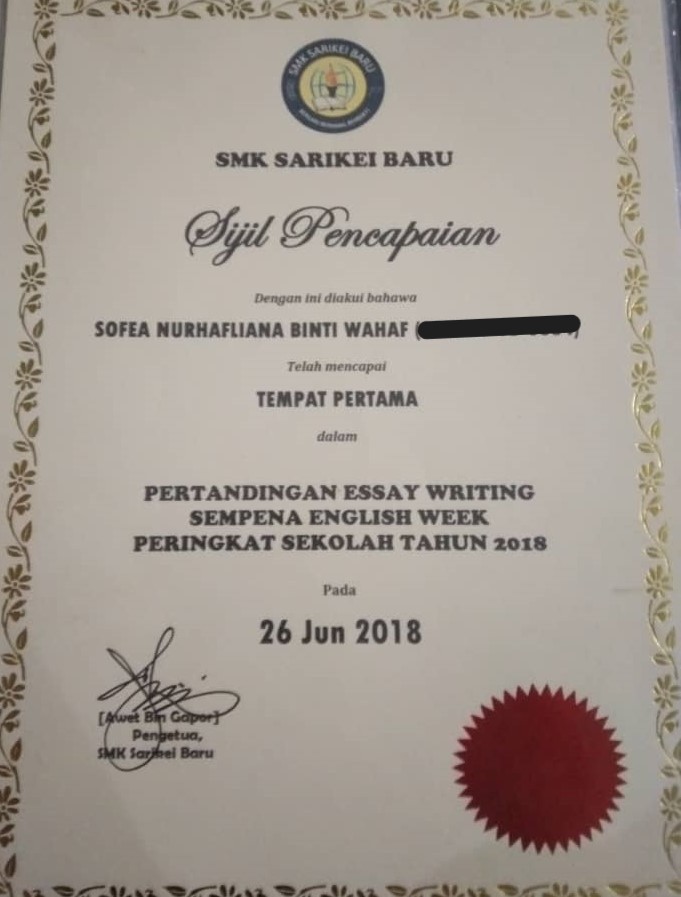 SMK SARIKEI BARU
SMK SARIKEI BARU
Sijil Pencapaian
Dengan ini diakui bahawa
SOFEA NURHAFLIANA BINTI WAHAF (
Telah mencapai
TEMPAT PERTAMA
dalam
PERTANDINGAN ESSAY WRITING
SEMPENA ENGLISH WEEK
PERINGKAT SEKOLAH TAHUN 2018
Pada
26 Jun 2018
[Awet Bin Gapor]
Pengetua,
SMK Sarikei Baru